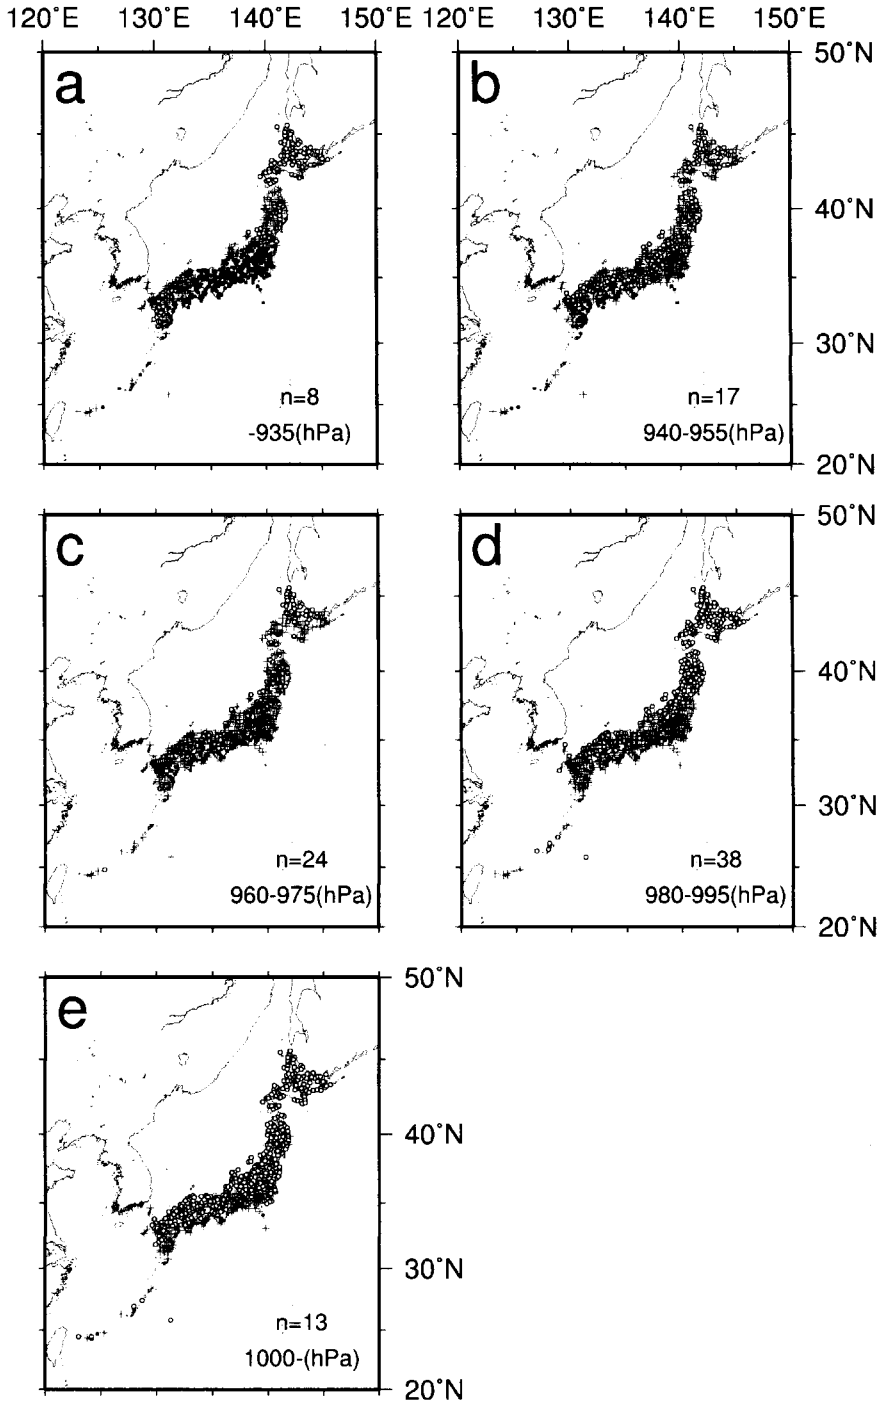 120°E 130°E 140°E 150°E 120°E 130°E 140°E 150°E
a b 50°N
40°N
30°N
n=8 n=17
-935(hPa) 940-955(hPa)
20°N
c d 50°N
40°N
30°N
n=24 n=38
960-975(hPa) 980-995(hPa)
20°N
e 50°N
40°N
30°N
n=13
1000-(hPa)
20°N